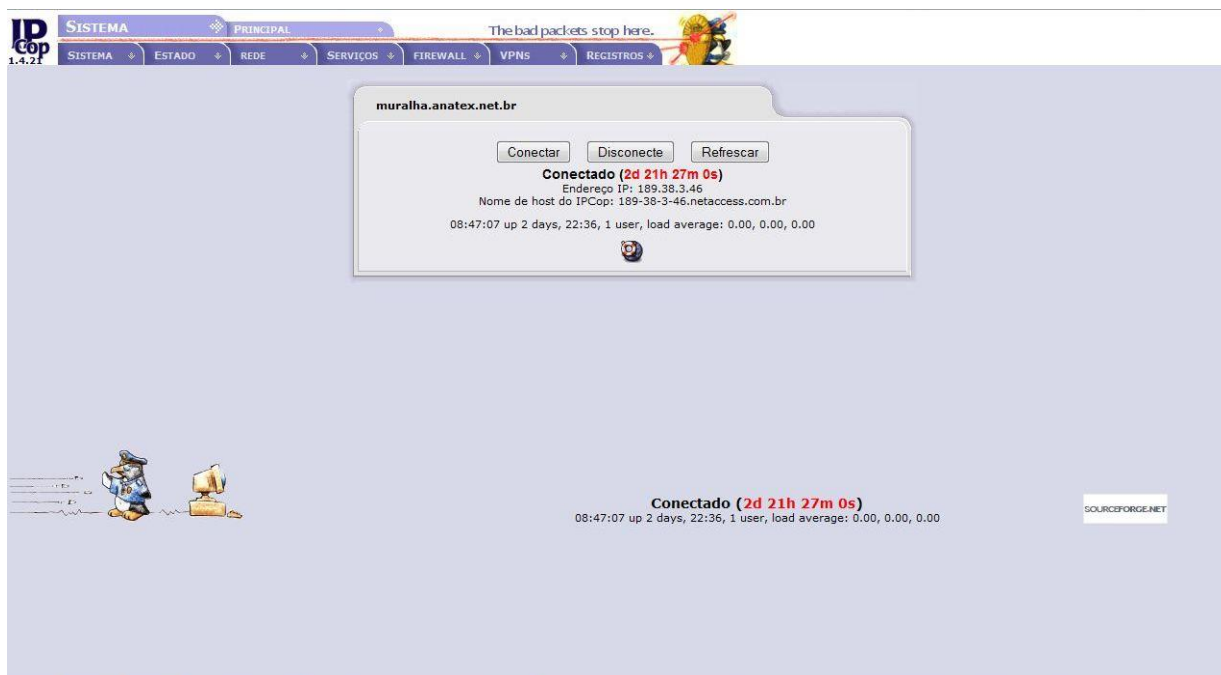 IP
COP
1.4.21
SISTEMA PRINCIPAL The bad packets stop here.
SISTEMA ESTADO REDE SERVIÇOS FIREWALL VPNs REGISTROS
muralha.anatex.net.br
Conectar Disconecte Refrescar
Conectado (2d 21h 27m 0s)
Endereço IP: 189.38.3.46
Nome de host do IPCop: 189-38-3-46.netaccess.com.br
08:47:07 up 2 days, 22:36, 1 user, load average: 0.00, 0.00, 0.00
Conectado (2d 21h 27m 0s)
08:47:07 up 2 days, 22:36, 1 user, load average: 0.00, 0.00, 0.00
SOURCEFORGE.NET